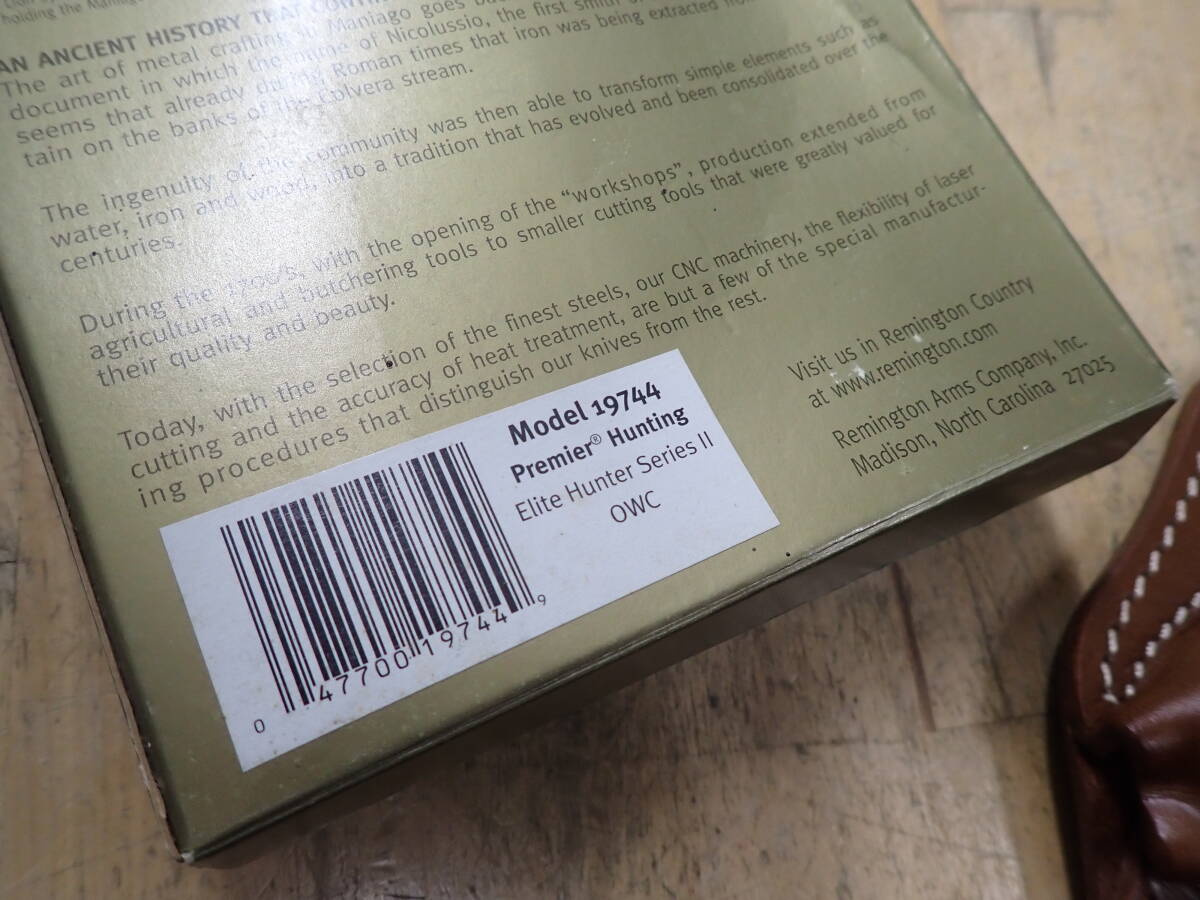 holding the Maniago
AN ANCIENT HISTORY THAT
The art of metal crafting in Maniago goes
document in which the name of Nicolussio, the first smith
seems that already during Roman times that iron was being extracted
tain on the banks of the Colvera stream.
The ingenuity of the community was then able to transform simple elements such as
water, iron and wood, into a tradition that has evolved and been consolidated over the
centuries.
During the 1700's, with the opening of the “workshops”, production extended from
agricultural and butchering tools to smaller cutting tools that were greatly valued for
their quality and beauty.
Today, with the selection of the finest steels, our CNC machinery, the flexibility of laser
cutting and the accuracy of heat treatment, are but a few of the special manufactur-
ing procedures that distinguish our knives from the rest.
Visit us in Remington Country
at www.remington.com
Remington Arms Company, Inc.
Madison, North Carolina 27025
Model 19744
Premier® Hunting
Elite Hunter Series II
OWC
0 47700 19744 9